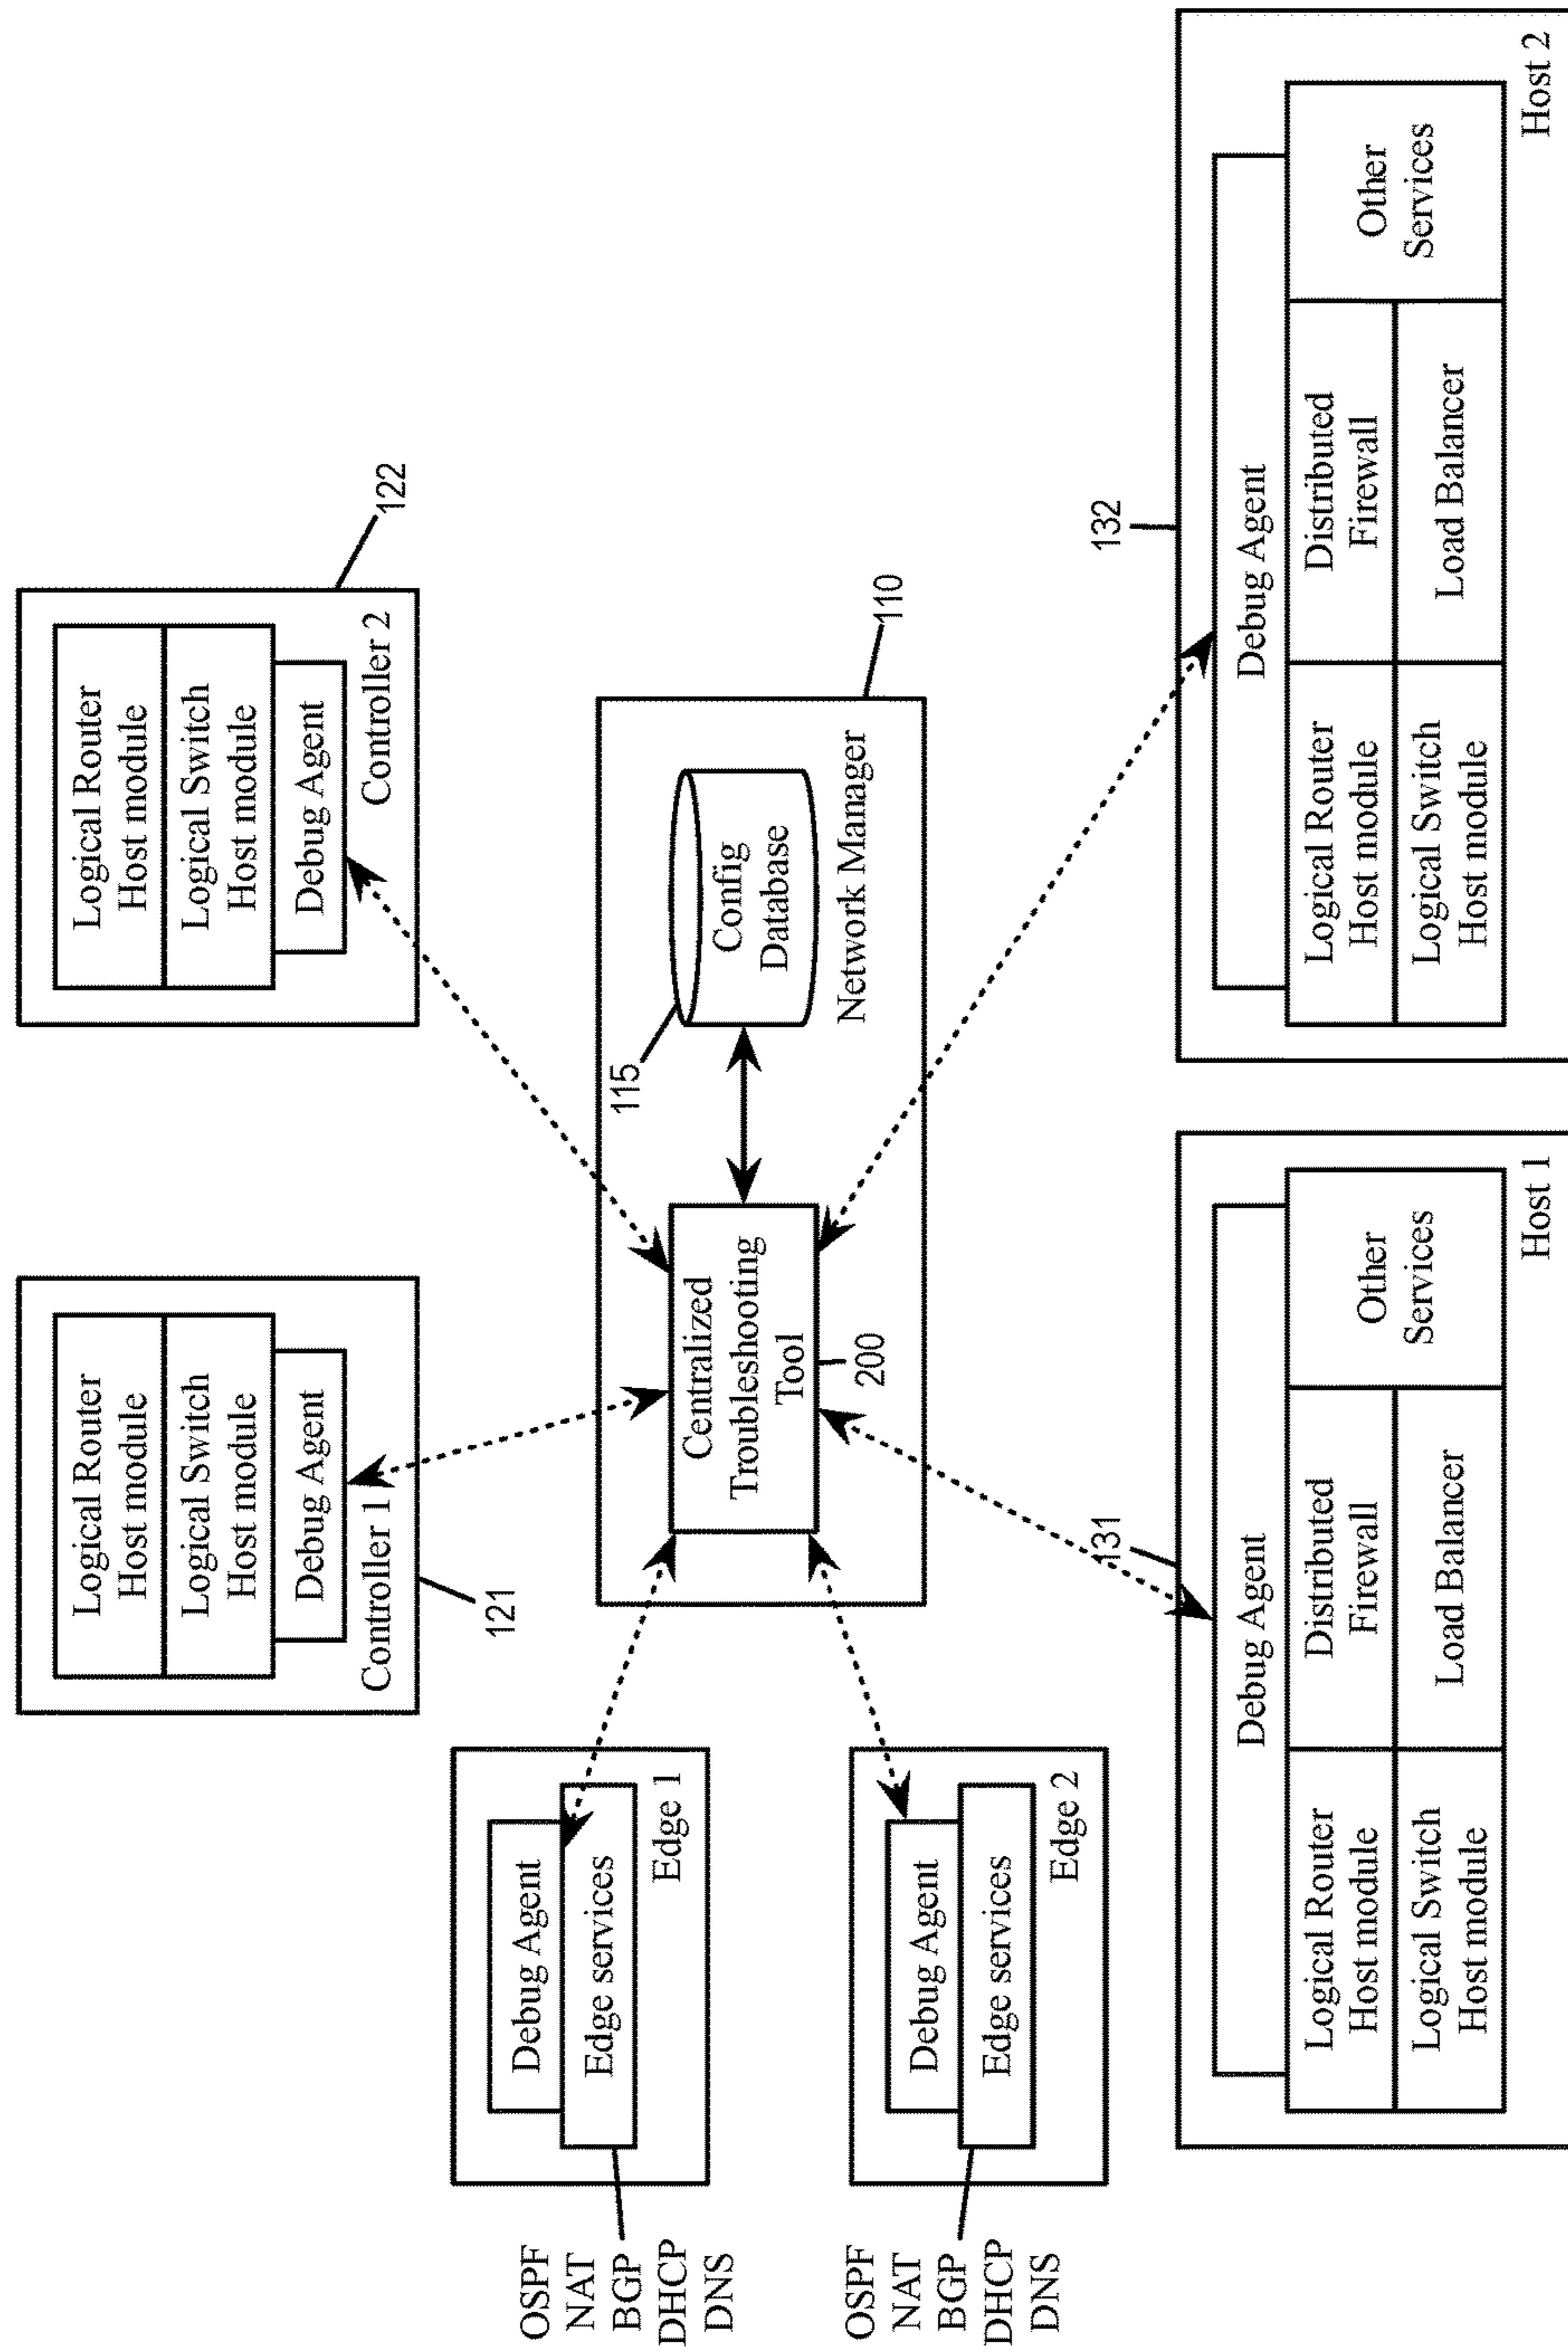 Logical Router
Host module
Logical Switch
Host module
Debug Agent
Controller 1
121
Logical Router
Host module
Logical Switch
Host module
Debug Agent
Controller 2
122
OSPF
NAT
BGP
DHCP
DNS
Debug Agent
Edge services
Edge 1
OSPF
NAT
BGP
DHCP
DNS
Debug Agent
Edge services
Edge 2
Centralized
Troubleshooting
Tool
200
115
Config
Database
Network Manager
110
131
Debug Agent
Logical Router
Host module
Distributed
Firewall
Other
Services
Logical Switch
Host module
Load Balancer
Host 1
132
Debug Agent
Logical Router
Host module
Distributed
Firewall
Other
Services
Logical Switch
Host module
Load Balancer
Host 2